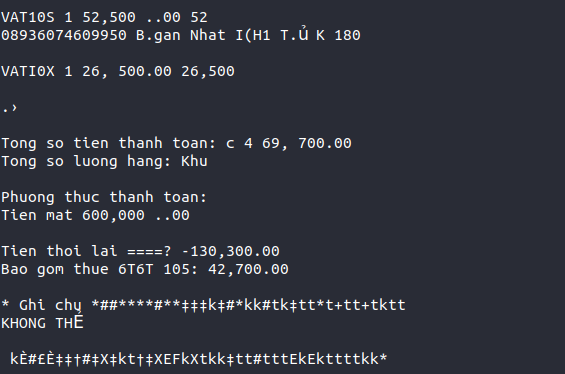 VAT10S 1 52,500 ..00 52
08936074609950 B.gan Nhat I(H1 T.ủ K 180
VATI0X 1 26, 500.00 26,500
.›
Tong so tien thanh toan: c 4 69, 700.00
Tong so luong hang: Khu
Phuong thuc thanh toan:
Tien mat 600,000 ..00
Tien thoi lai ====? -130,300.00
Bao gom thue 6T6T 105: 42,700.00
* Ghi chụ *##****#**‡‡‡k‡#*kk#tk‡tt*t+tt+tktt
KHONG THỂ
kÈ#£È‡‡†#‡X‡kt†‡XEFkXtkk‡tt#tttEkEkttttkk*